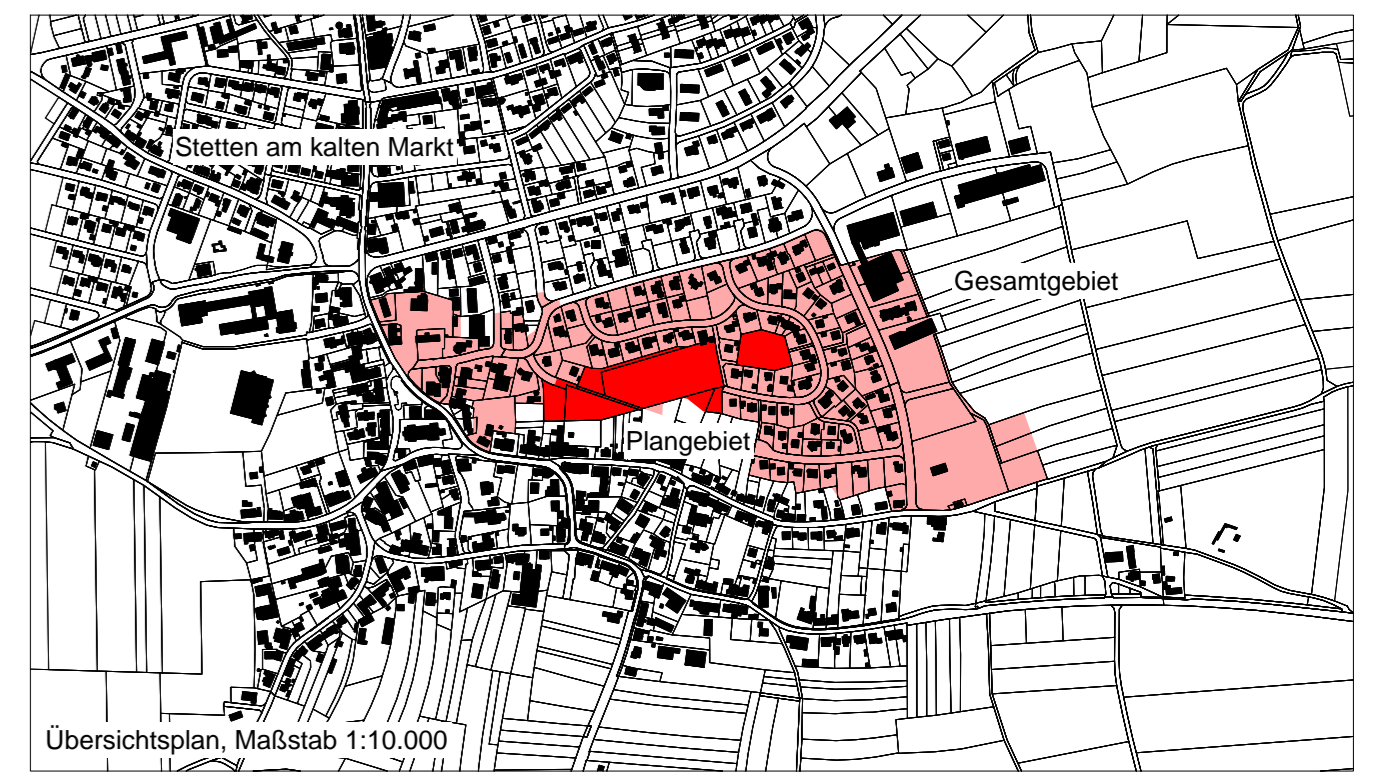 Stetten am kalten Markt
Gesamtgebiet
Plangebiet
Übersichtsplan, Maßstab 1:10.000